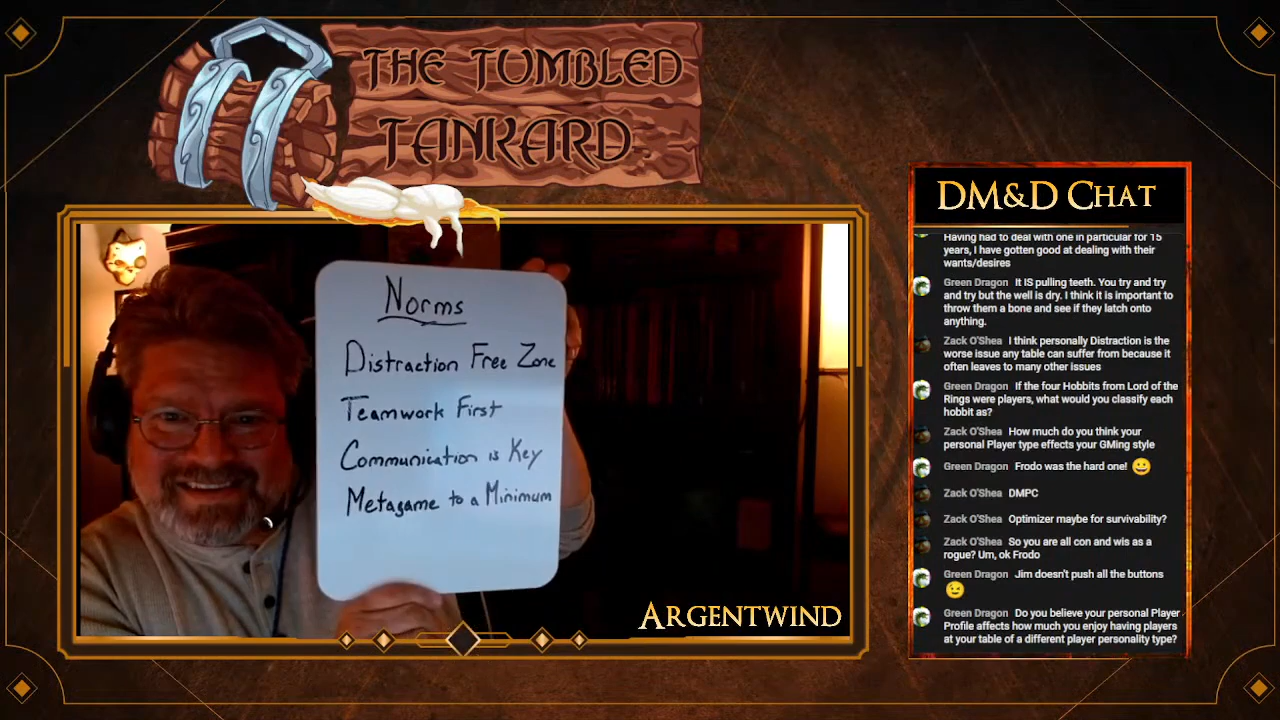 THE TUMBLED
TANKARD
Norms
Distraction Free Zone
Teamwork First
Communication is Key
Metagame to a Minimum
ARGENTWIND
DM&D CHAT
Having had to deal with one in particular for 15
years, I have gotten good at dealing with their
wants/desires
Green Dragon It IS pulling teeth. You try and try
and try but the well is dry. I think it is important to
throw them a bone and see if they latch onto
anything.
Zack O'Shea I think personally Distraction is the
worse issue any table can suffer from because it
often leaves to many other issues
Green Dragon If the four Hobbits from Lord of the
Rings were players, what would you classify each
hobbit as?
Zack O'Shea How much do you think your
personal Player type effects your GMing style
Green Dragon Frodo was the hard one! 😀
Zack O'Shea DMPC
Zack O'Shea Optimizer maybe for survivability?
Zack O'Shea So you are all con and wis as a
rogue? Um, ok Frodo
Green Dragon Jim doesn't push all the buttons
😉
Green Dragon Do you believe your personal Player
Profile affects how much you enjoy having players
at your table of a different player personality type?